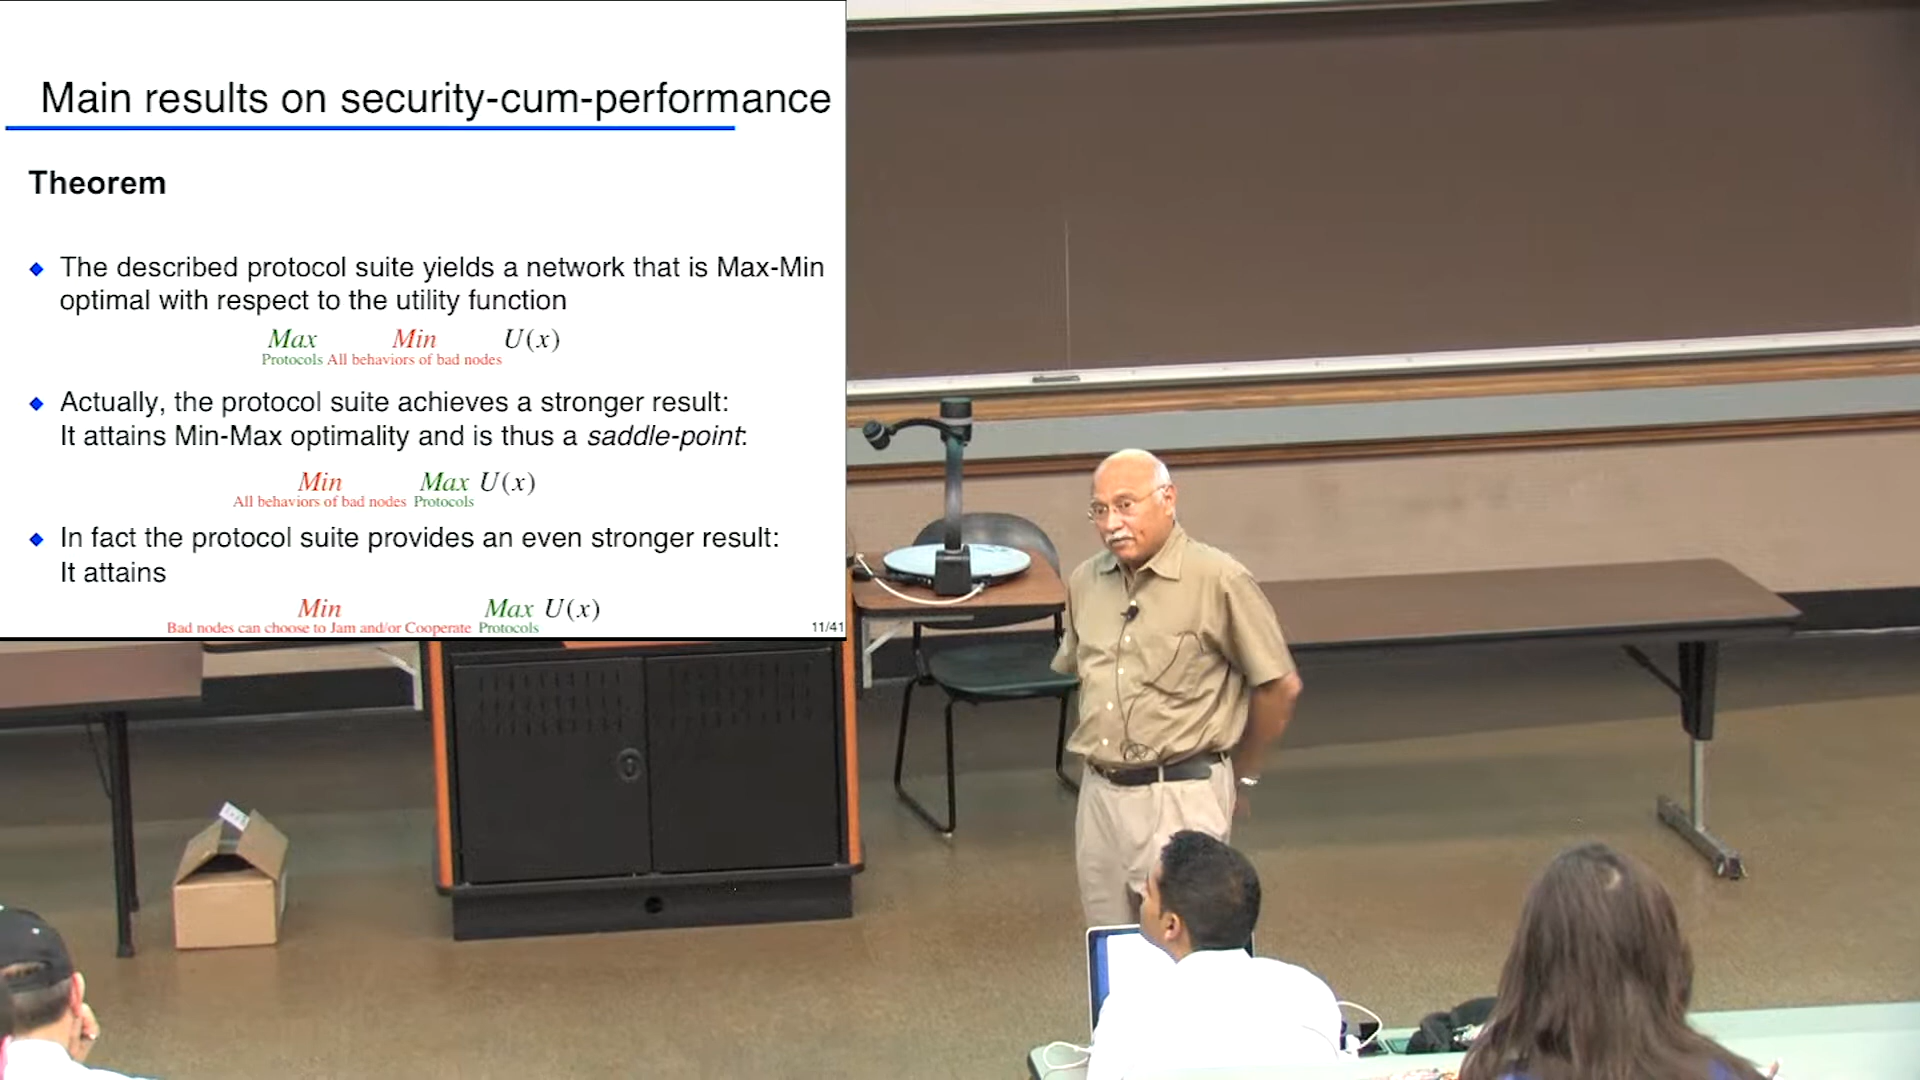 Main results on security-cum-performance
Theorem
The described protocol suite yields a network that is Max-Min
optimal with respect to the utility function
Max Min U(x)
Protocols All behaviors of bad nodes
Actually, the protocol suite achieves a stronger result:
It attains Min-Max optimality and is thus a saddle-point:
Min Max U(x)
All behaviors of bad nodes Protocols
In fact the protocol suite provides an even stronger result:
It attains
Min Max U(x)
Bad nodes can choose to Jam and/or Cooperate Protocols
11/41